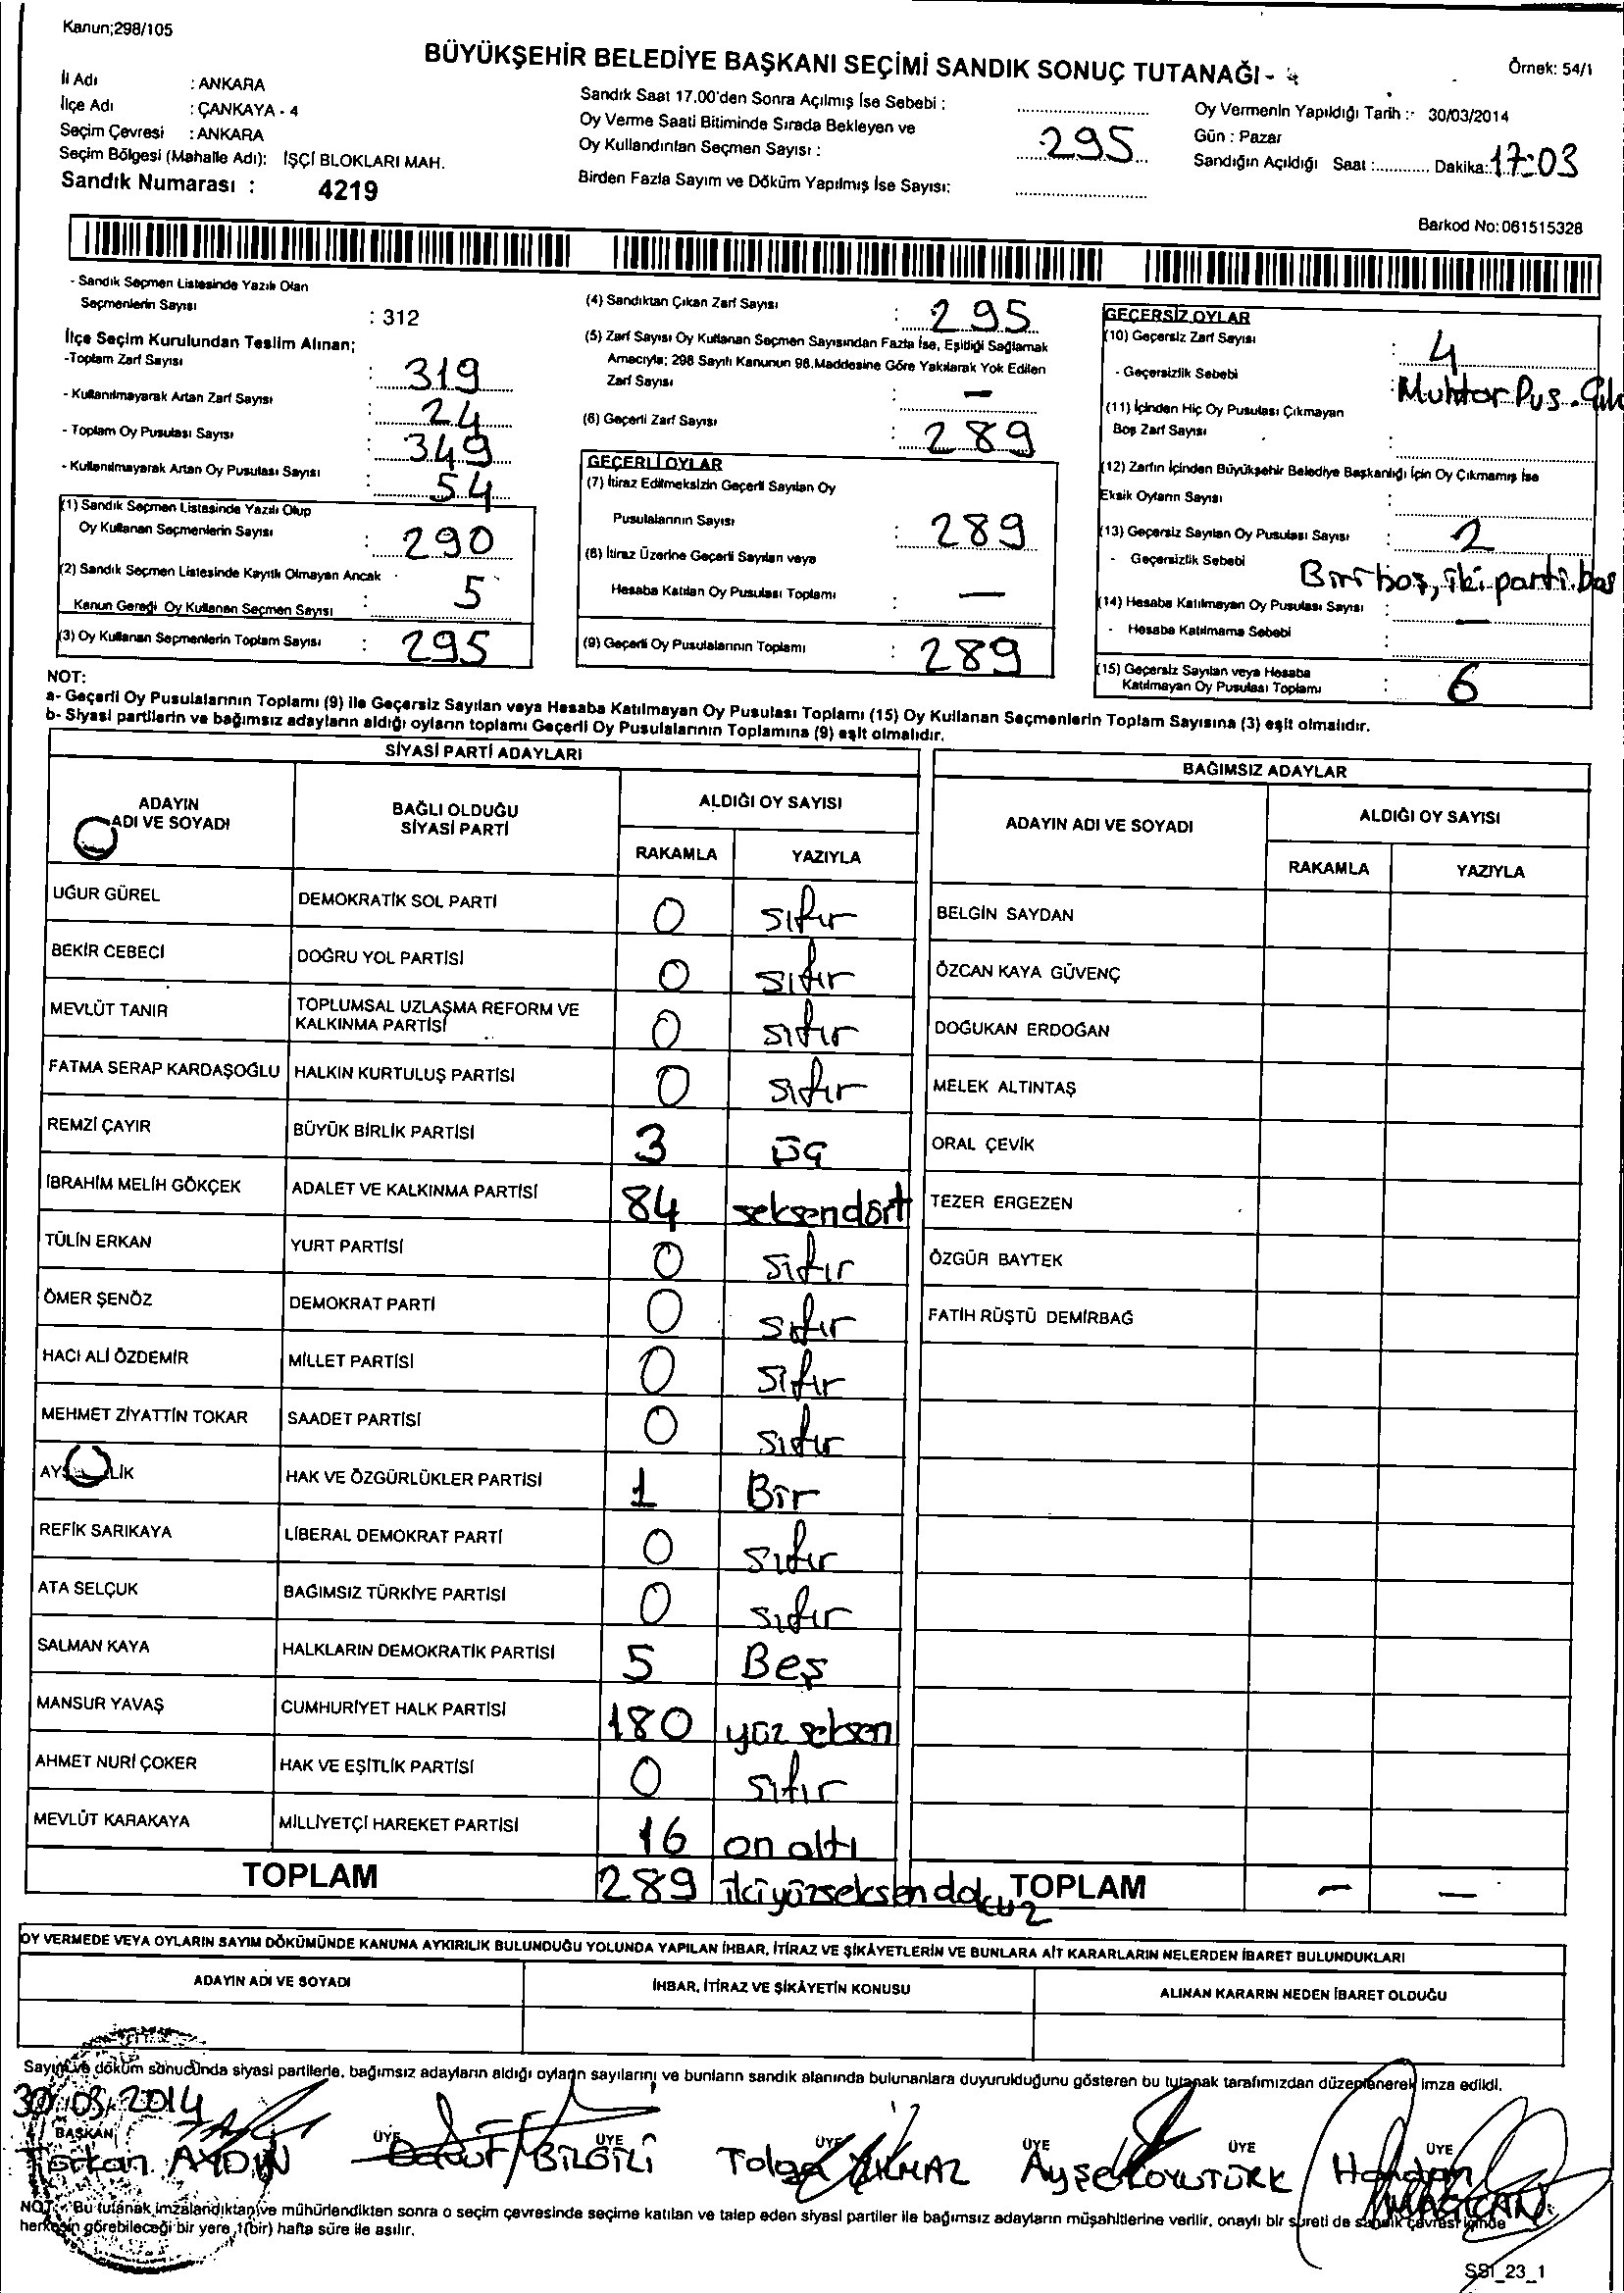 Kanun;298/105
BÜYÜKŞEHİR BELEDİYE BAŞKANI SEÇİMİ SANDIK SONUÇ TUTANAĞI - 4
Örnek: 54/1
İl Adı : ANKARA
İlçe Adı : ÇANKAYA - 4
Seçim Çevresi : ANKARA
Seçim Bölgesi (Mahalle Adı): İŞÇİ BLOKLARI MAH.
Sandık Numarası : 4219
Sandık Saat 17.00'den Sonra Açılmış İse Sebebi :
Oy Verme Saati Bitiminde Sırada Bekleyen ve
Oy Kullandırılan Seçmen Sayısı : 295
Birden Fazla Sayım ve Döküm Yapılmış İse Sayısı:
Oy Vermenin Yapıldığı Tarih : 30/03/2014
Gün : Pazar
Sandığın Açıldığı Saat :............ Dakika: 17:03
Barkod No:061515328
- Sandık Seçmen Listesinde Yazılı Olan
Seçmenlerin Sayısı : 312
İlçe Seçim Kurulundan Teslim Alınan;
-Toplam Zarf Sayısı : 319
- Kullanılmayarak Artan Zarf Sayısı : 24
- Toplam Oy Pusulası Sayısı : 349
- Kullanılmayarak Artan Oy Pusulası Sayısı : 54
(1) Sandık Seçmen Listesinde Yazılı Olup
Oy Kullanan Seçmenlerin Sayısı : 290
(2) Sandık Seçmen Listesinde Kayıtlı Olmayan Ancak
Kanun Gereği Oy Kullanan Seçmen Sayısı : 5
(3) Oy Kullanan Seçmenlerin Toplam Sayısı : 295
(4) Sandıktan Çıkan Zarf Sayısı : 295
(5) Zarf Sayısı Oy Kullanan Seçmen Sayısından Fazla İse, Eşitliği Sağlamak
Amacıyla; 298 Sayılı Kanunun 98.Maddesine Göre Yakılarak Yok Edilen
Zarf Sayısı : —
(6) Geçerli Zarf Sayısı : 289
GEÇERLİ OYLAR
(7) İtiraz Edilmeksizin Geçerli Sayılan Oy
Pusulalarının Sayısı : 289
(8) İtiraz Üzerine Geçerli Sayılan veya
Hesaba Katılan Oy Pusulası Toplamı : —
(9) Geçerli Oy Pusulalarının Toplamı : 289
GEÇERSİZ OYLAR
(10) Geçersiz Zarf Sayısı : 4
- Geçersizlik Sebebi : Muhtar Pus.
(11) İçinden Hiç Oy Pusulası Çıkmayan
Boş Zarf Sayısı :
(12) Zarfın İçinden Büyükşehir Belediye Başkanlığı İçin Oy Çıkmamış İse
Eksik Oyların Sayısı :
(13) Geçersiz Sayılan Oy Pusulası Sayısı : 2
- Geçersizlik Sebebi Biri boş, iki parti bas
(14) Hesaba Katılmayan Oy Pusulası Sayısı : —
- Hesaba Katılmama Sebebi :
(15) Geçersiz Sayılan veya Hesaba
Katılmayan Oy Pusulası Toplamı : 6
NOT:
a- Geçerli Oy Pusulalarının Toplamı (9) ile Geçersiz Sayılan veya Hesaba Katılmayan Oy Pusulası Toplamı (15) Oy Kullanan Seçmenlerin Toplam Sayısına (3) eşit olmalıdır.
b- Siyasi partilerin ve bağımsız adayların aldığı oyların toplamı Geçerli Oy Pusulalarının Toplamına (9) eşit olmalıdır.
SİYASİ PARTİ ADAYLARI
ADAYIN ADI VE SOYADI BAĞLI OLDUĞU SİYASİ PARTİ ALDIĞI OY SAYISI
RAKAMLA YAZIYLA
UĞUR GÜREL DEMOKRATİK SOL PARTİ 0 sıfır
BEKİR CEBECİ DOĞRU YOL PARTİSİ 0 sıfır
MEVLÜT TANIR TOPLUMSAL UZLAŞMA REFORM VE KALKINMA PARTİSİ 0 sıfır
FATMA SERAP KARDAŞOĞLU HALKIN KURTULUŞ PARTİSİ 0 sıfır
REMZİ ÇAYIR BÜYÜK BİRLİK PARTİSİ 3 üç
İBRAHİM MELİH GÖKÇEK ADALET VE KALKINMA PARTİSİ 84 seksendört
TÜLİN ERKAN YURT PARTİSİ 0 sıfır
ÖMER ŞENÖZ DEMOKRAT PARTİ 0 sıfır
HACI ALİ ÖZDEMİR MİLLET PARTİSİ 0 sıfır
MEHMET ZİYATTİN TOKAR SAADET PARTİSİ 0 sıfır
HAK VE ÖZGÜRLÜKLER PARTİSİ 1 Bir
REFİK SARIKAYA LİBERAL DEMOKRAT PARTİ 0 sıfır
ATA SELÇUK BAĞIMSIZ TÜRKİYE PARTİSİ 0 sıfır
SALMAN KAYA HALKLARIN DEMOKRATİK PARTİSİ 5 Beş
MANSUR YAVAŞ CUMHURİYET HALK PARTİSİ 180 yüz seksen
AHMET NURİ ÇOKER HAK VE EŞİTLİK PARTİSİ 0 sıfır
MEVLÜT KARAKAYA MİLLİYETÇİ HAREKET PARTİSİ 16 on altı
TOPLAM 289 ikiyüzseksendokuz
BAĞIMSIZ ADAYLAR
ADAYIN ADI VE SOYADI ALDIĞI OY SAYISI
RAKAMLA YAZIYLA
BELGİN SAYDAN
ÖZCAN KAYA GÜVENÇ
DOĞUKAN ERDOĞAN
MELEK ALTINTAŞ
ORAL ÇEVİK
TEZER ERGEZEN
ÖZGÜR BAYTEK
FATİH RÜŞTÜ DEMİRBAĞ
TOPLAM — —
OY VERMEDE VEYA OYLARIN SAYIM DÖKÜMÜNDE KANUNA AYKIRILIK BULUNDUĞU YOLUNDA YAPILAN İHBAR, İTİRAZ VE ŞİKÂYETLERİN VE BUNLARA AİT KARARLARIN NELERDEN İBARET BULUNDUKLARI
ADAYIN ADI VE SOYADI İHBAR, İTİRAZ VE ŞİKÂYETİN KONUSU ALINAN KARARIN NEDEN İBARET OLDUĞU
Sayım ve döküm sonucunda siyasi partilerle, bağımsız adayların aldığı oyların sayılarını ve bunların sandık alanında bulunanlara duyurulduğunu gösteren bu tutanak tarafımızdan düzenlenerek imza edildi.
30.03.2014
BAŞKAN ÜYE ÜYE ÜYE ÜYE ÜYE ÜYE
AYDIN BİLGİLİ Tolga YILMAZ Ayşe Handan
NOT : Bu tutanak imzalandıktan ve mühürlendikten sonra o seçim çevresinde seçime katılan ve talep eden siyasi partiler ile bağımsız adayların müşahitlerine verilir, onaylı bir sureti de sandık çevresi içinde
herkesin görebileceği bir yere 1(bir) hafta süre ile asılır.
SS1_23_1